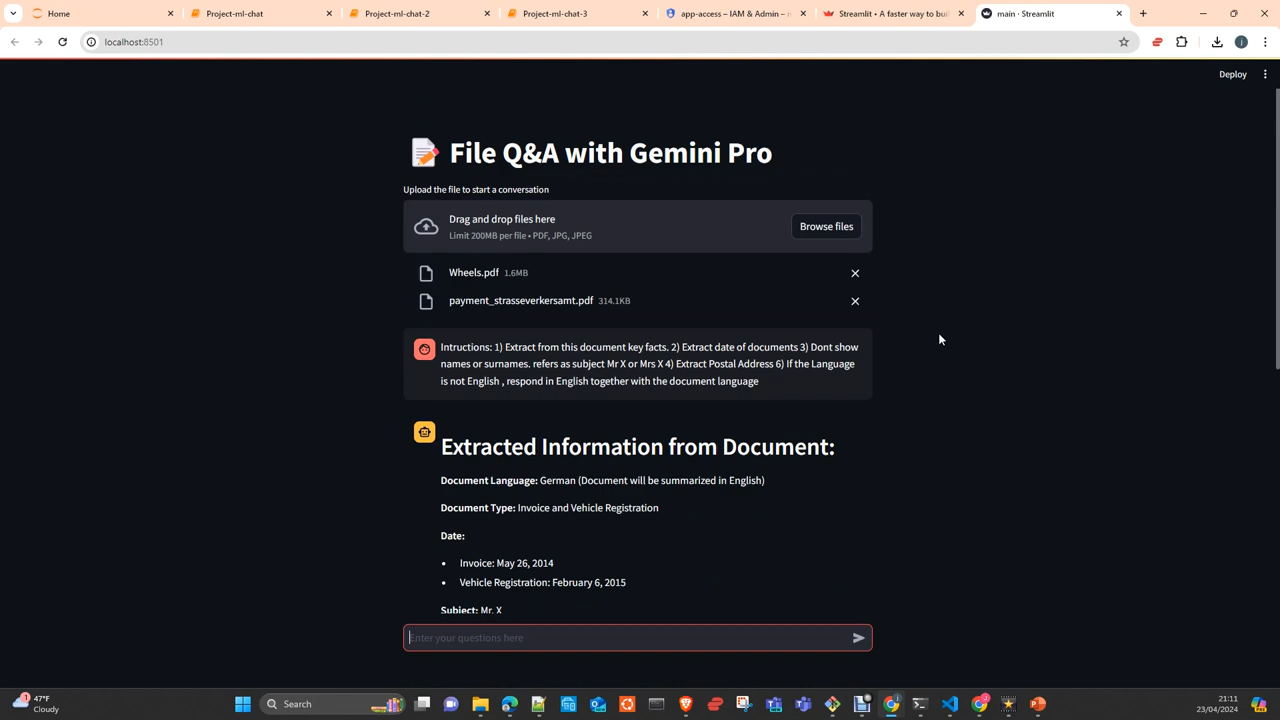 Home
Project-ml-chat
Project-ml-chat-2
Project-ml-chat-3
app-access – IAM & Admin –
Streamlit • A faster way to bui
main · Streamlit
localhost:8501
Deploy
File Q&A with Gemini Pro
Upload the file to start a conversation
Drag and drop files here
Limit 200MB per file • PDF, JPG, JPEG
Browse files
Wheels.pdf 1.6MB
payment_strasseverkersamt.pdf 314.1KB
Intructions: 1) Extract from this document key facts. 2) Extract date of documents 3) Dont show
names or surnames. refers as subject Mr X or Mrs X 4) Extract Postal Address 6) If the Language
is not English , respond in English together with the document language
Extracted Information from Document:
Document Language: German (Document will be summarized in English)
Document Type: Invoice and Vehicle Registration
Date:
Invoice: May 26, 2014
Vehicle Registration: February 6, 2015
Subject: Mr. X
Enter your questions here
1
47°F
Cloudy
Search
21:11
23/04/2024